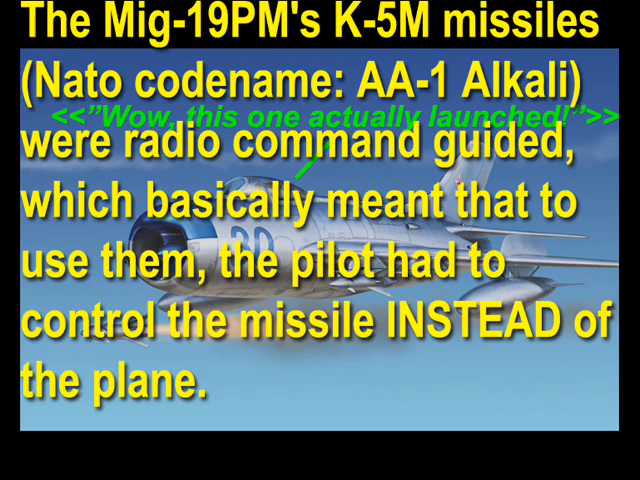 The Mig-19PM's K-5M missiles
(Nato codename: AA-1 Alkali)
<<”Wow, this one actually launched!”>>
were radio command guided,
which basically meant that to
use them, the pilot had to
control the missile INSTEAD of
the plane.